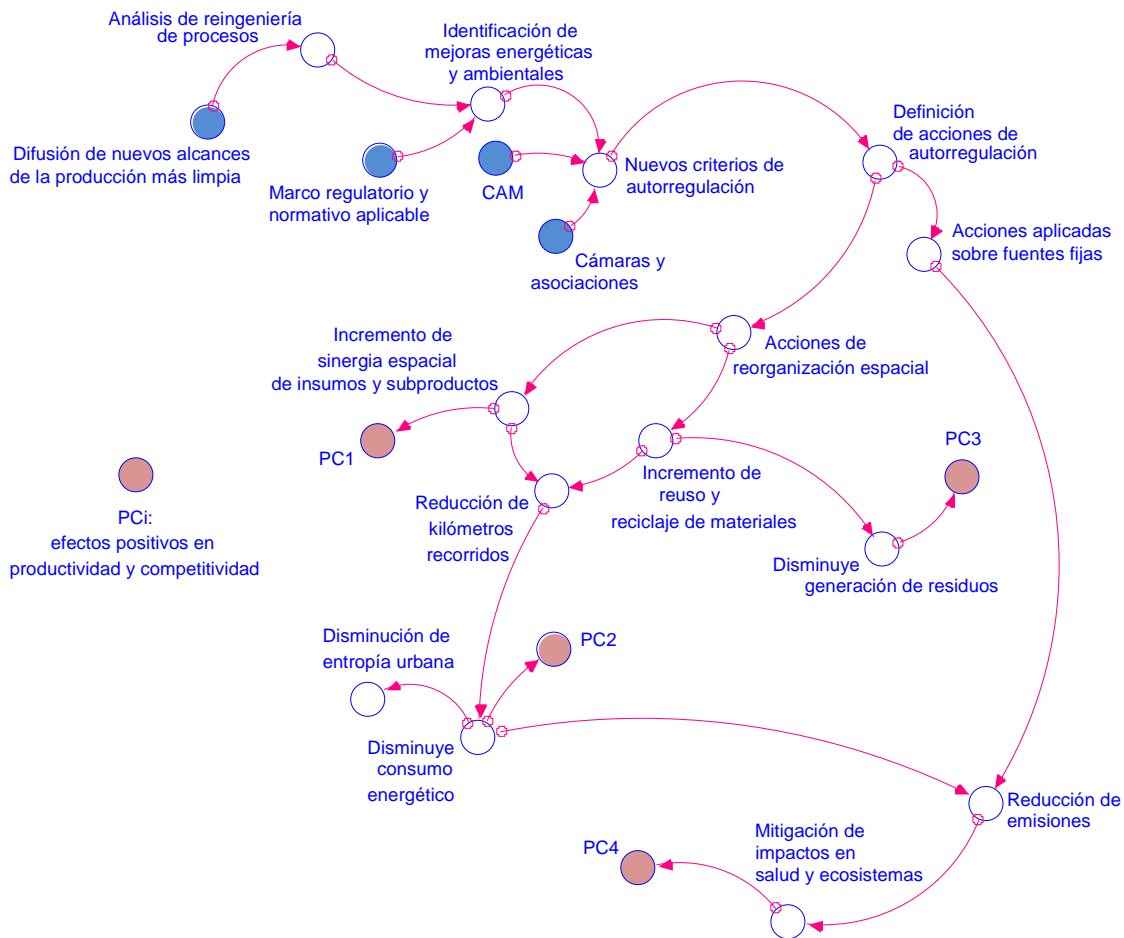 Análisis de reingeniería
de procesos
Identificación de
mejoras energéticas
y ambientales
Difusión de nuevos alcances
de la producción más limpia
Marco regulatorio y
normativo aplicable
CAM
Nuevos criterios de
autorregulación
Definición
de acciones de
autorregulación
Cámaras y
asociaciones
Acciones aplicadas
sobre fuentes fijas
Incremento de
sinergia espacial
de insumos y subproductos
Acciones de
reorganización espacial
PC1
Incremento de
reuso y
reciclaje de materiales
PC3
PCi:
efectos positivos en
productividad y competitividad
Reducción de
kilómetros
recorridos
Disminuye
generación de residuos
Disminución de
entropía urbana
PC2
Disminuye
consumo
energético
Reducción de
emisiones
Mitigación de
impactos en
salud y ecosistemas
PC4